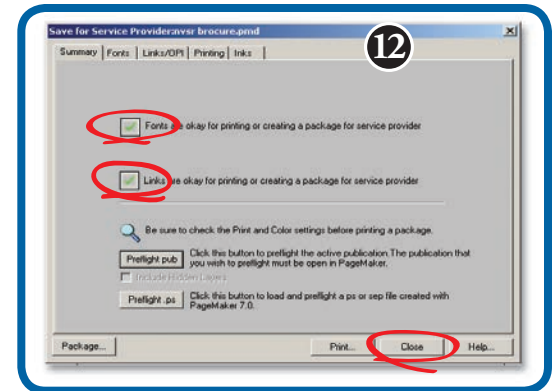 Save for Service Provider:nvsr brocure.pmd
12
Summary Fonts Links/OPI Printing Inks
Fonts are okay for printing or creating a package for service provider
Links are okay for printing or creating a package for service provider
Be sure to check the Print and Color settings before printing a package.
Preflight pub
Click this button to preflight the active publication. The publication that
you wish to preflight must be open in PageMaker.
Include Hidden Layers
Preflight .ps
Click this button to load and preflight a ps or sep file created with
PageMaker 7.0.
Package... Print... Close Help...